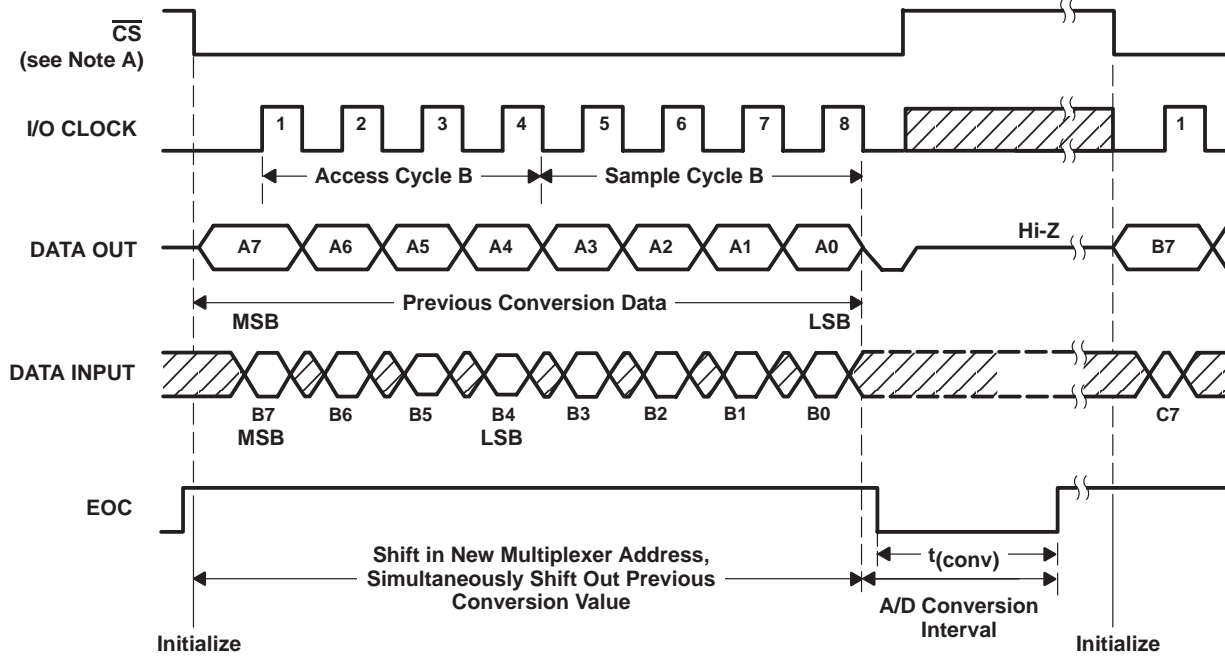 CS
(see Note A)
I/O CLOCK
1 2 3 4 5 6 7 8 1
Access Cycle B Sample Cycle B
DATA OUT
A7 A6 A5 A4 A3 A2 A1 A0 Hi-Z B7
Previous Conversion Data
MSB LSB
DATA INPUT
B7 B6 B5 B4 B3 B2 B1 B0 C7
MSB LSB
EOC
Shift in New Multiplexer Address,
Simultaneously Shift Out Previous
Conversion Value
t(conv)
A/D Conversion
Interval
Initialize Initialize